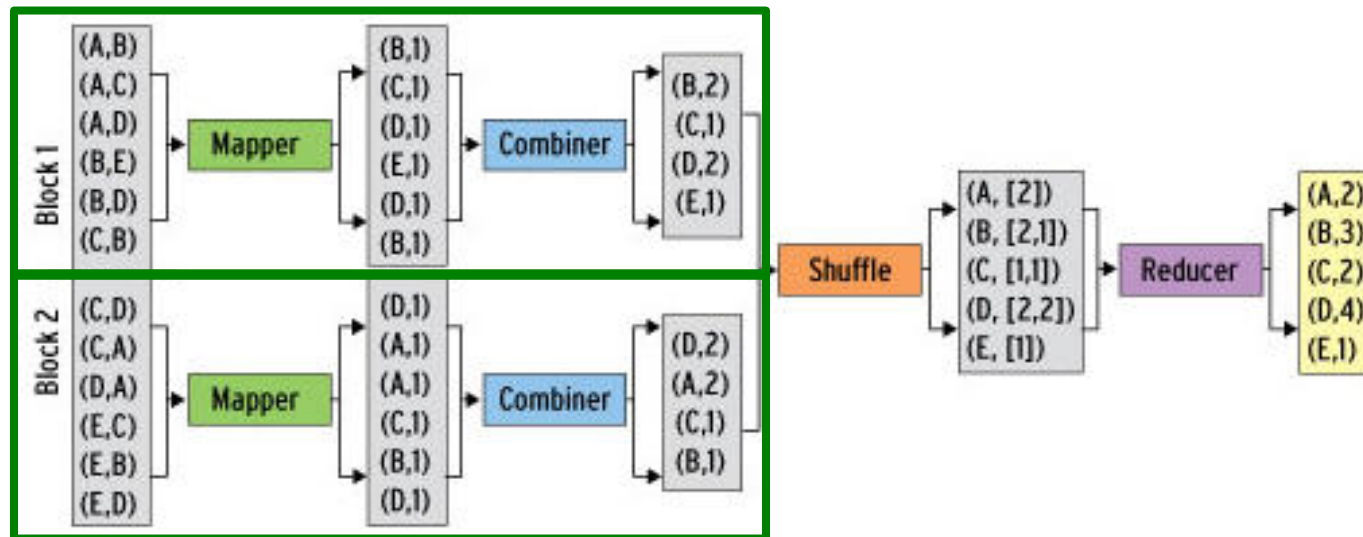 Block 1
(A,B)
(A,C)
(A,D)
(B,E)
(B,D)
(C,B)
Mapper
(B,1)
(C,1)
(D,1)
(E,1)
(D,1)
(B,1)
Combiner
(B,2)
(C,1)
(D,2)
(E,1)
Block 2
(C,D)
(C,A)
(D,A)
(E,C)
(E,B)
(E,D)
Mapper
(D,1)
(A,1)
(A,1)
(C,1)
(B,1)
(D,1)
Combiner
(D,2)
(A,2)
(C,1)
(B,1)
Shuffle
(A, [2])
(B, [2,1])
(C, [1,1])
(D, [2,2])
(E, [1])
Reducer
(A,2)
(B,3)
(C,2)
(D,4)
(E,1)